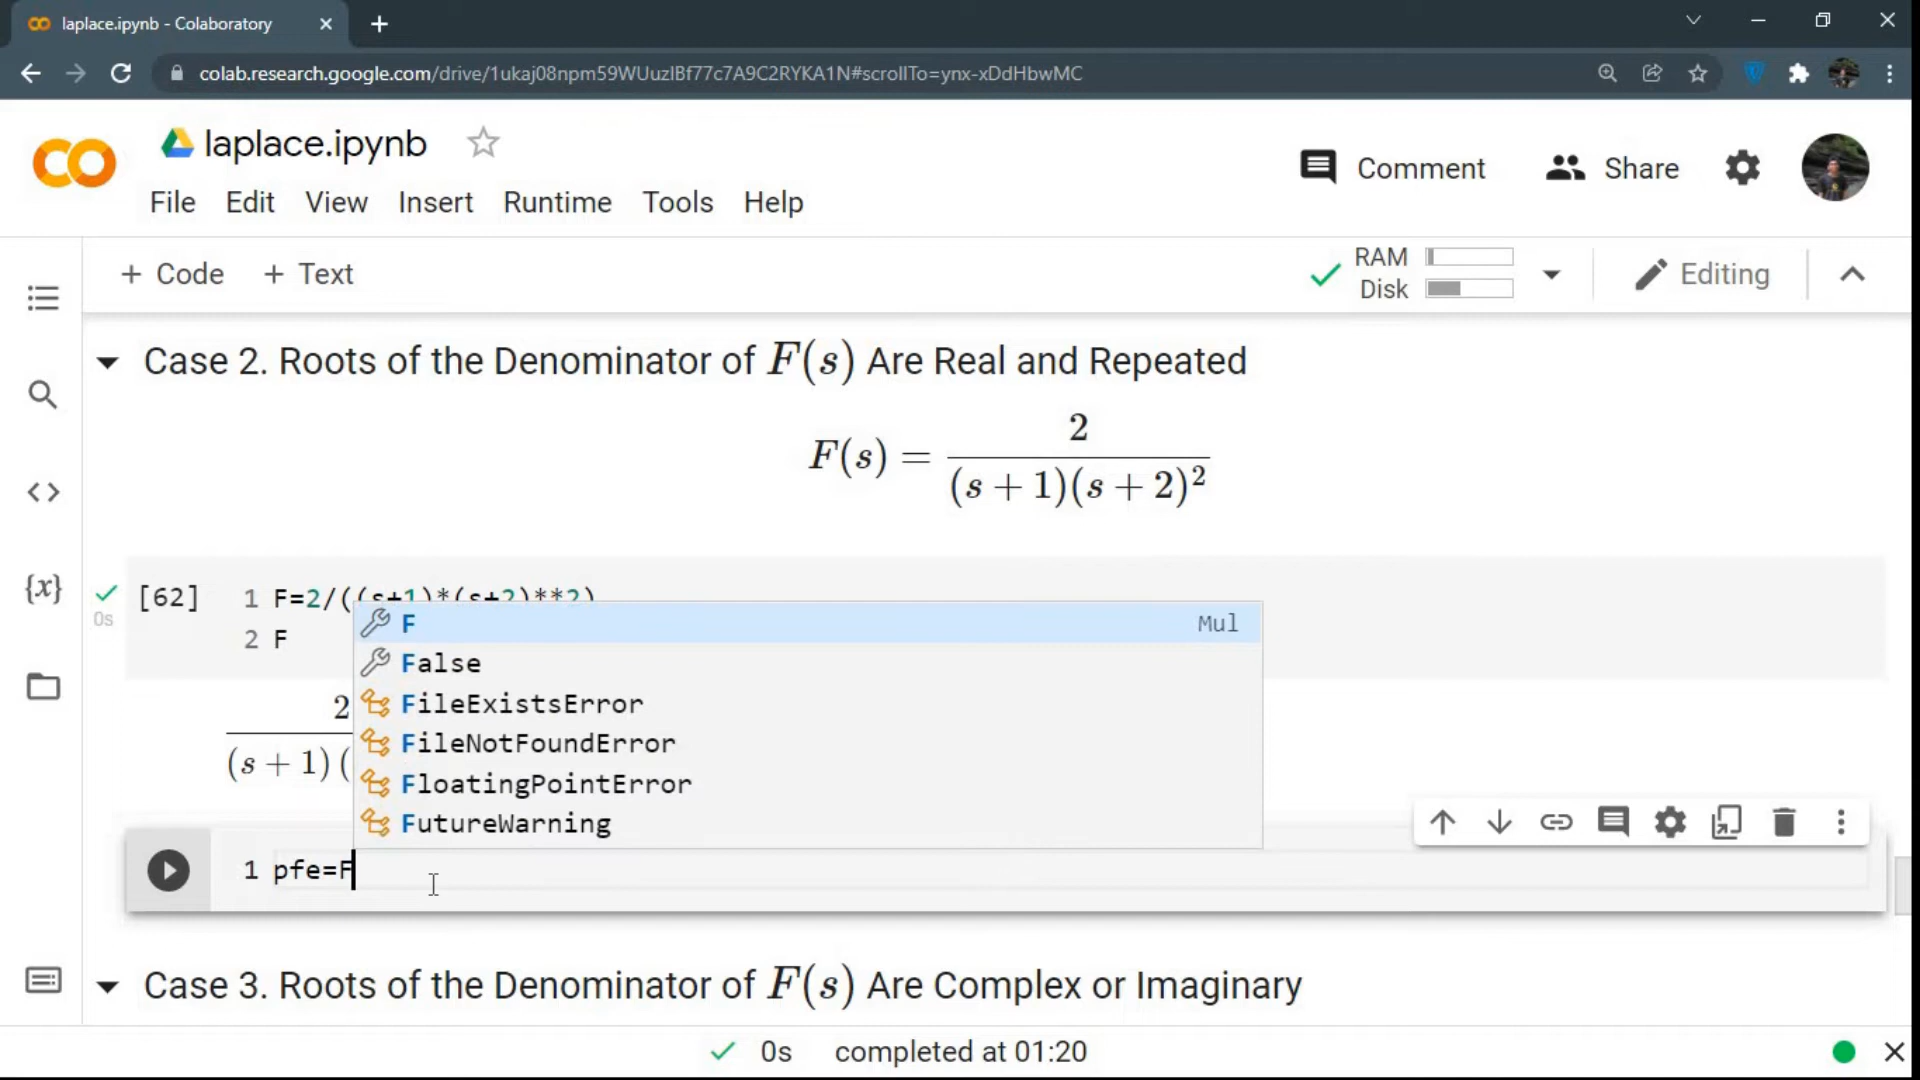 laplace.ipynb - Colaboratory
colab.research.google.com/drive/1ukaj08npm59WUuzIBf77c7A9C2RYKA1N#scrollTo=ynx-xDdHbwMC
laplace.ipynb
Comment Share
File Edit View Insert Runtime Tools Help
+ Code + Text
RAM
Disk
Editing
Case 2. Roots of the Denominator of F(s) Are Real and Repeated
F(s) = 2 / (s + 1)(s + 2)²
[62] 1 F=2/((s+1)*(s+2)**2)
2 F
2
(s + 1) (
F Mul
False
FileExistsError
FileNotFoundError
FloatingPointError
FutureWarning
1 pfe=F
Case 3. Roots of the Denominator of F(s) Are Complex or Imaginary
0s
{x}
0s completed at 01:20